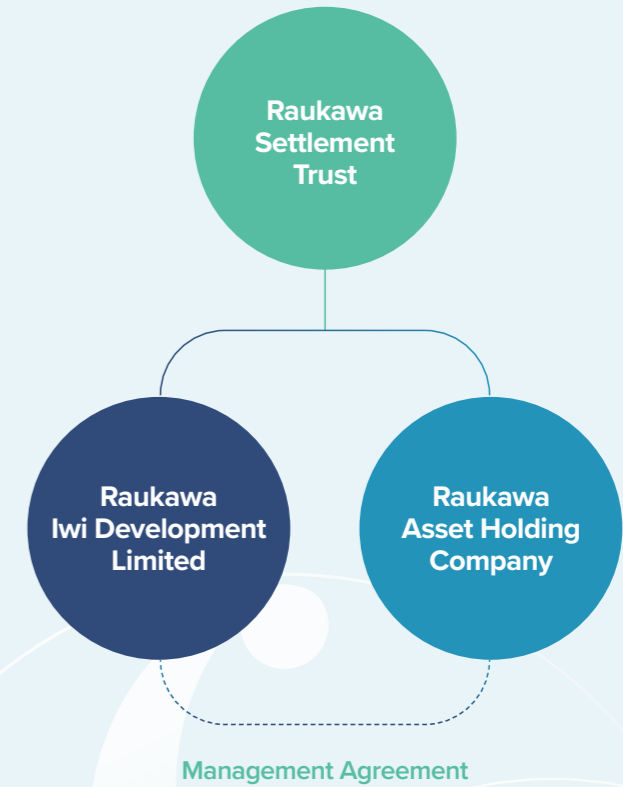 Raukawa
Settlement
Trust
Raukawa
Iwi Development
Limited
Raukawa
Asset Holding
Company
Management Agreement